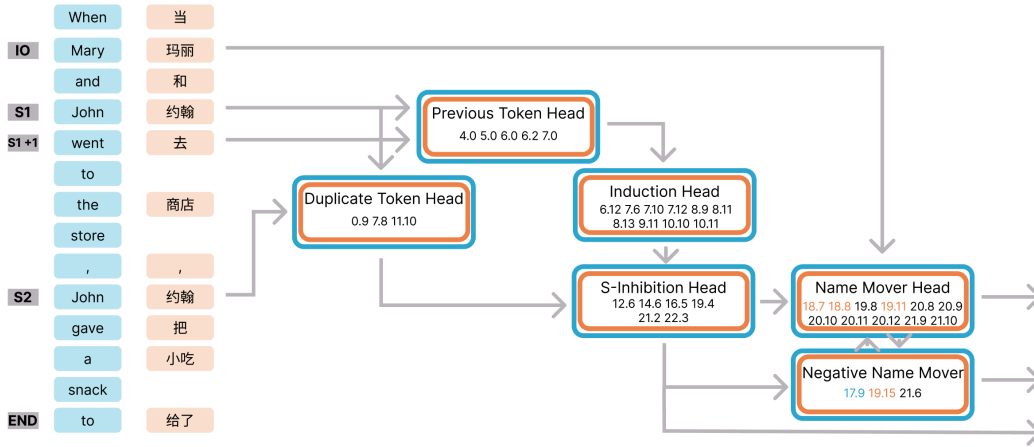 When 当
IO Mary 玛丽
and 和
S1 John 约翰
S1 +1 went 去
to
the 商店
store
, ,
S2 John 约翰
gave 把
a 小吃
snack
END to 给了
Previous Token Head
4.0 5.0 6.0 6.2 7.0
Duplicate Token Head
0.9 7.8 11.10
Induction Head
6.12 7.6 7.10 7.12 8.9 8.11
8.13 9.11 10.10 10.11
S-Inhibition Head
12.6 14.6 16.5 19.4
21.2 22.3
Name Mover Head
18.7 18.8 19.8 19.11 20.8 20.9
20.10 20.11 20.12 21.9 21.10
Negative Name Mover
17.9 19.15 21.6